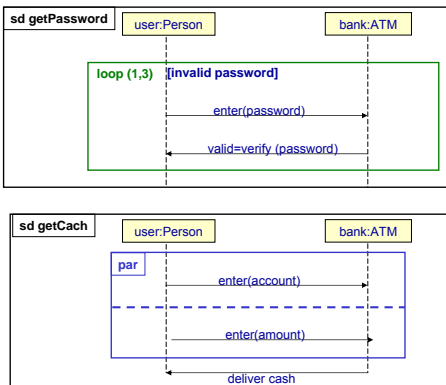 sd getPassword
user:Person
bank:ATM
loop (1,3) [invalid password]
enter(password)
valid=verify (password)
sd getCach
user:Person
bank:ATM
par
enter(account)
enter(amount)
deliver cash